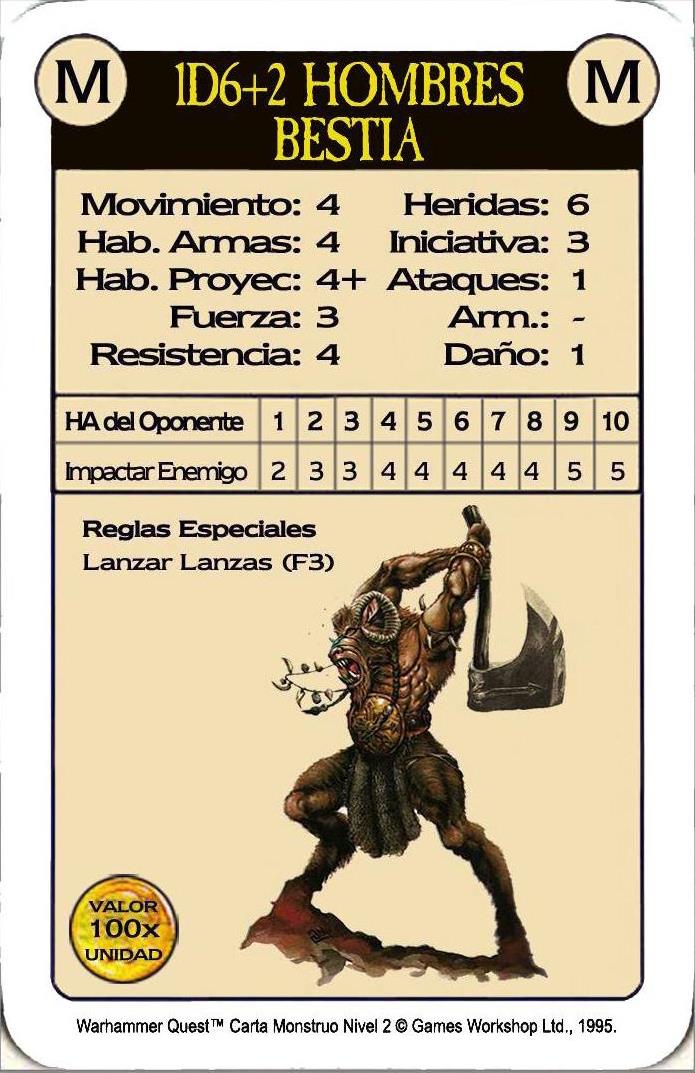 M
1D6+2 HOMBRES
BESTIA
M
Movimiento: 4 Heridas: 6
Hab. Armas: 4 Iniciativa: 3
Hab. Proyec: 4+ Ataques: 1
Fuerza: 3 Arm.: -
Resistencia: 4 Daño: 1
HA del Oponente 1 2 3 4 5 6 7 8 9 10
Impactar Enemigo 2 3 3 4 4 4 4 4 5 5
Reglas Especiales
Lanzar Lanzas (F3)
VALOR
100x
UNIDAD
Warhammer Quest™ Carta Monstruo Nivel 2 © Games Workshop Ltd., 1995.